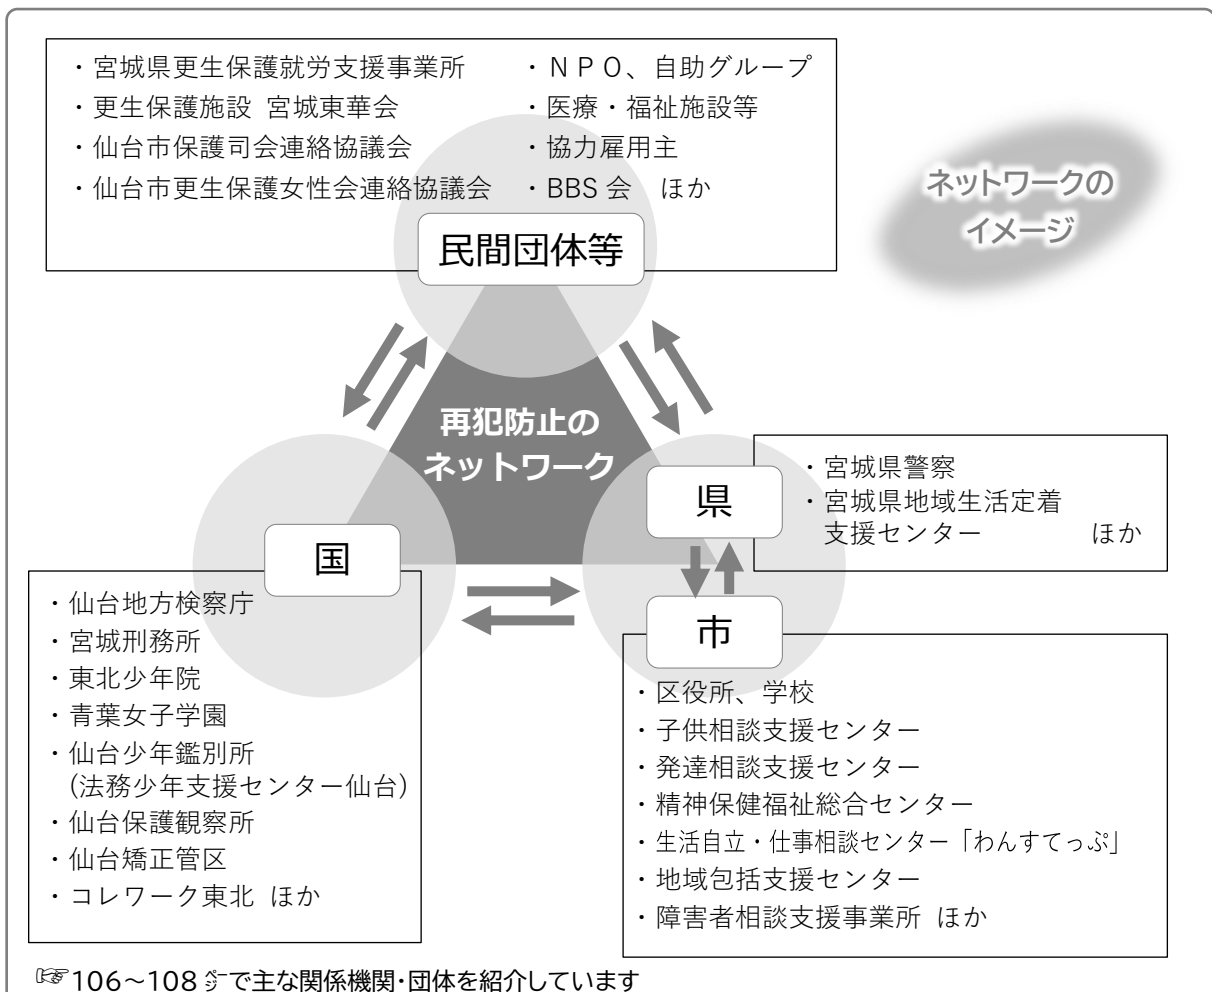 ・宮城県更生保護就労支援事業所
・更生保護施設 宮城東華会
・仙台市保護司会連絡協議会
・仙台市更生保護女性会連絡協議会
・ＮＰＯ、自助グループ
・医療・福祉施設等
・協力雇用主
・BBS 会 ほか
ネットワークの
イメージ
民間団体等
再犯防止の
ネットワーク
県
・宮城県警察
・宮城県地域生活定着
支援センター ほか
国
・仙台地方検察庁
・宮城刑務所
・東北少年院
・青葉女子学園
・仙台少年鑑別所
(法務少年支援センター仙台)
・仙台保護観察所
・仙台矯正管区
・コレワーク東北 ほか
市
・区役所、学校
・子供相談支援センター
・発達相談支援センター
・精神保健福祉総合センター
・生活自立・仕事相談センター「わんすてっぷ」
・地域包括支援センター
・障害者相談支援事業所 ほか
☞106～108 ㌻で主な関係機関・団体を紹介しています